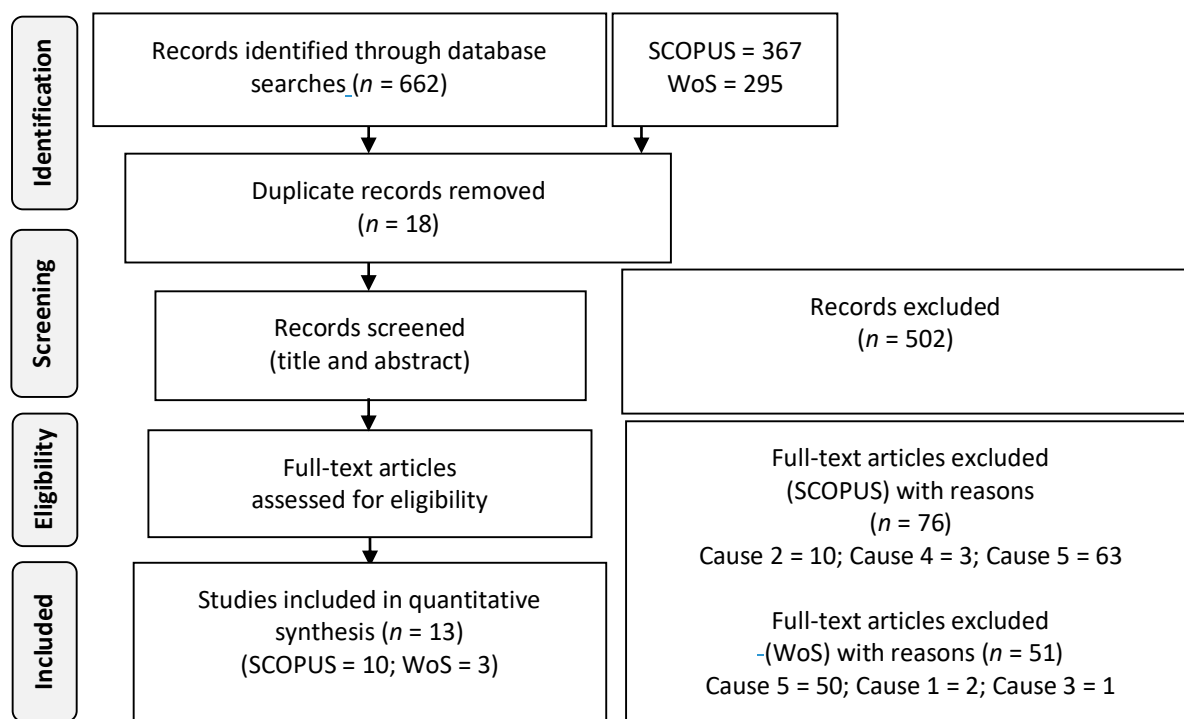 Identification
Records identified through database
searches (n = 662)
SCOPUS = 367
WoS = 295
Duplicate records removed
(n = 18)
Screening
Records screened
(title and abstract)
Records excluded
(n = 502)
Eligibility
Full-text articles
assessed for eligibility
Full-text articles excluded
(SCOPUS) with reasons
(n = 76)
Cause 2 = 10; Cause 4 = 3; Cause 5 = 63
Included
Studies included in quantitative
synthesis (n = 13)
(SCOPUS = 10; WoS = 3)
Full-text articles excluded
-(WoS) with reasons (n = 51)
Cause 5 = 50; Cause 1 = 2; Cause 3 = 1